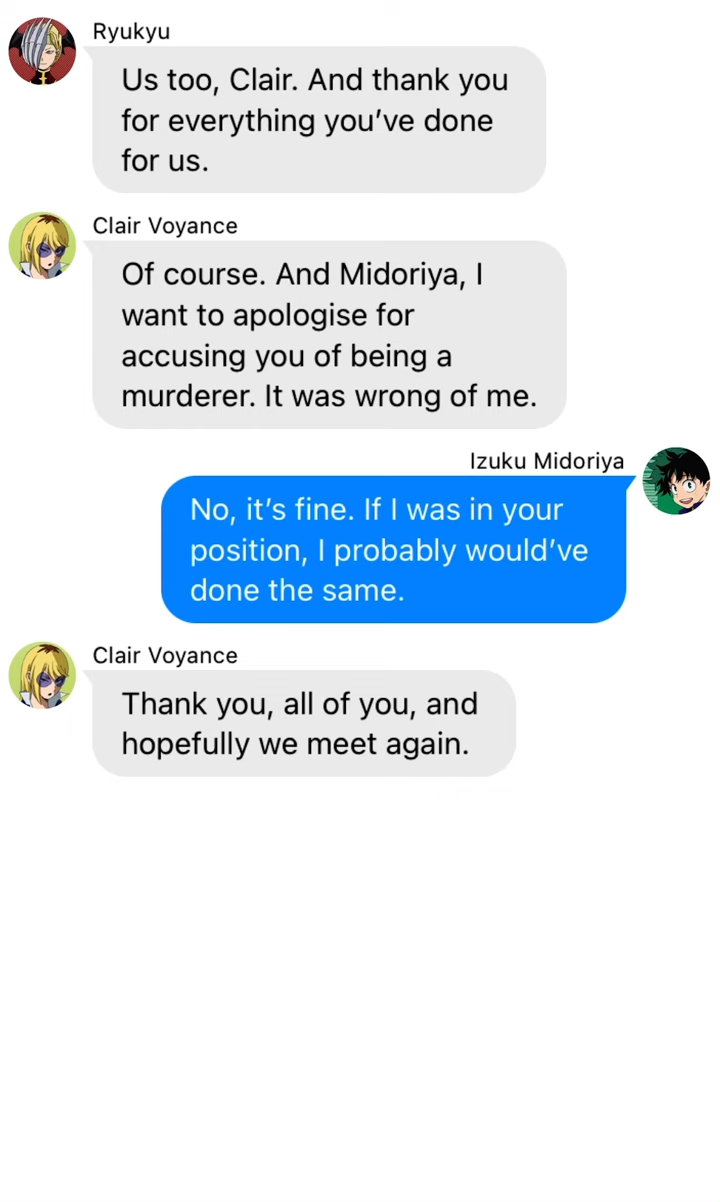 Ryukyu
Us too, Clair. And thank you
for everything you’ve done
for us.
Clair Voyance
Of course. And Midoriya, I
want to apologise for
accusing you of being a
murderer. It was wrong of me.
Izuku Midoriya
No, it’s fine. If I was in your
position, I probably would’ve
done the same.
Clair Voyance
Thank you, all of you, and
hopefully we meet again.